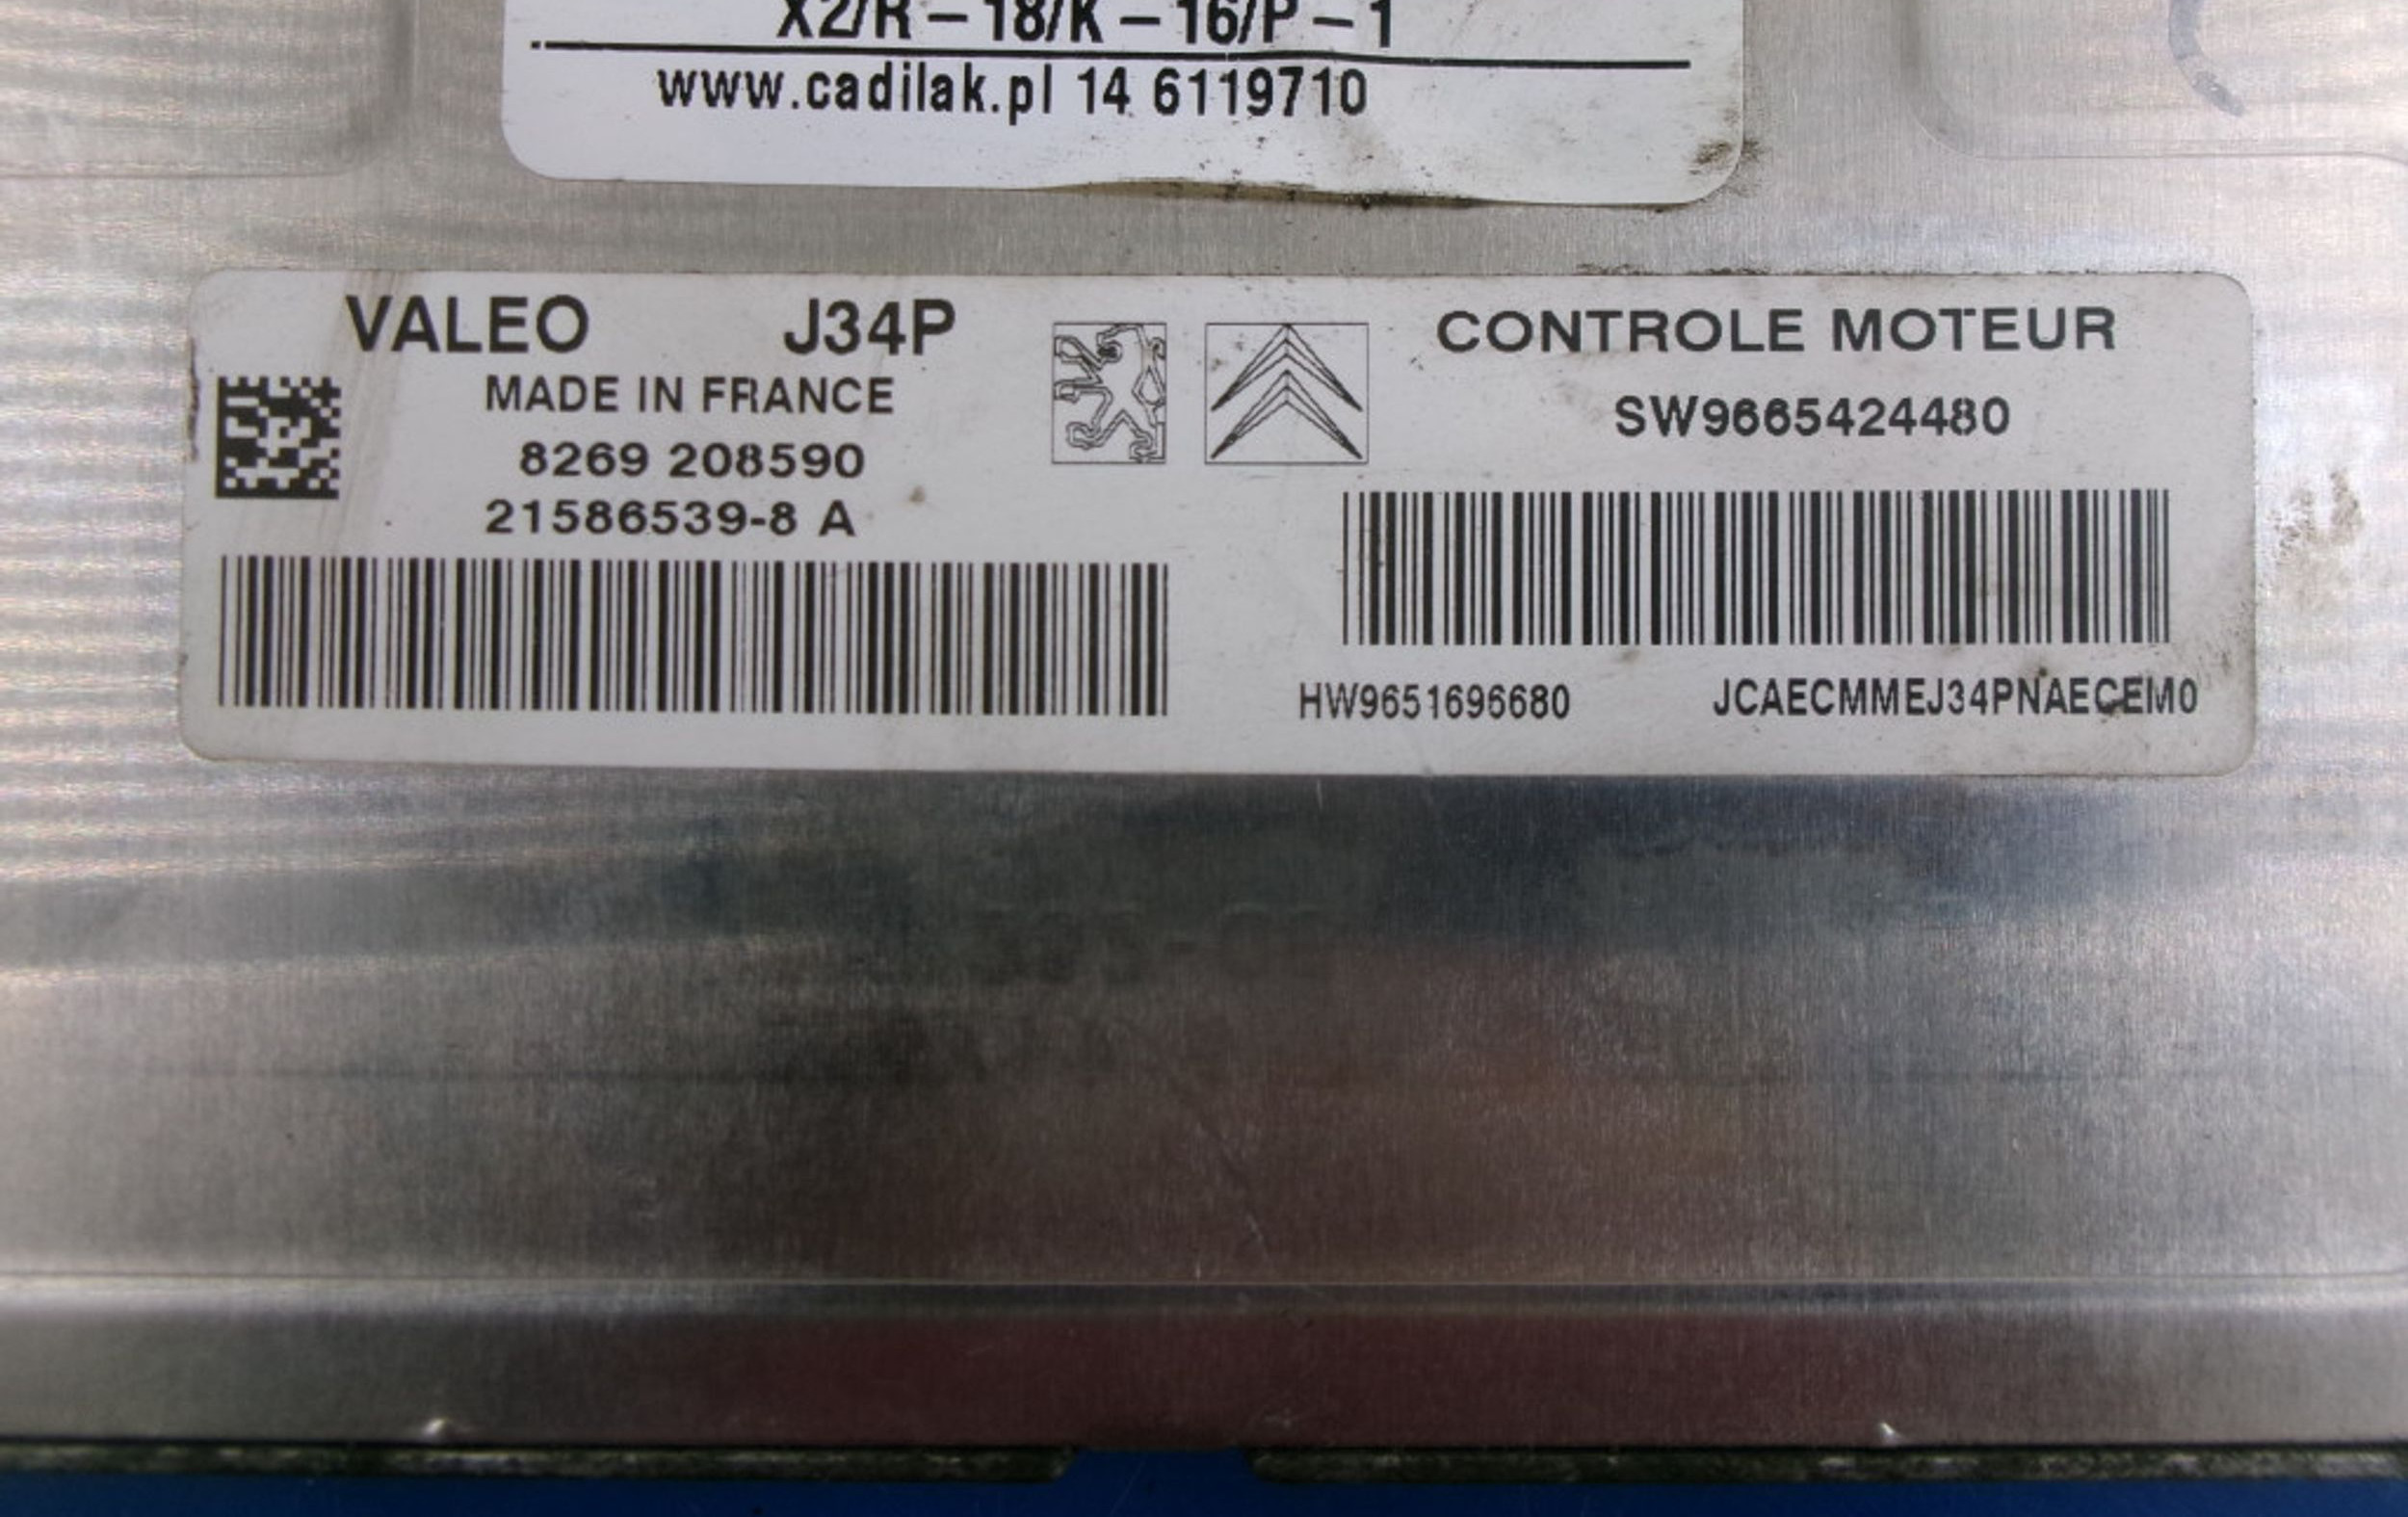 X2/R – 18/K – 16/P – 1
www.cadilak.pl 14 6119710
VALEO J34P
MADE IN FRANCE
8269 208590
21586539-8 A
CONTROLE MOTEUR
SW9665424480
HW9651696680 JCAECMMEJ34PNAECEM0